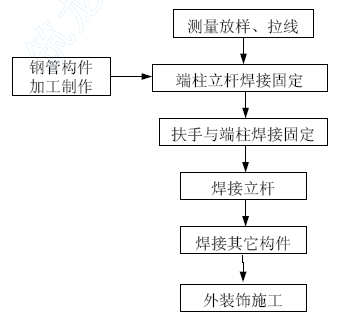 测量放样、拉线
钢管构件
加工制作
端柱立杆焊接固定
扶手与端柱焊接固定
焊接立杆
焊接其它构件
外装饰施工